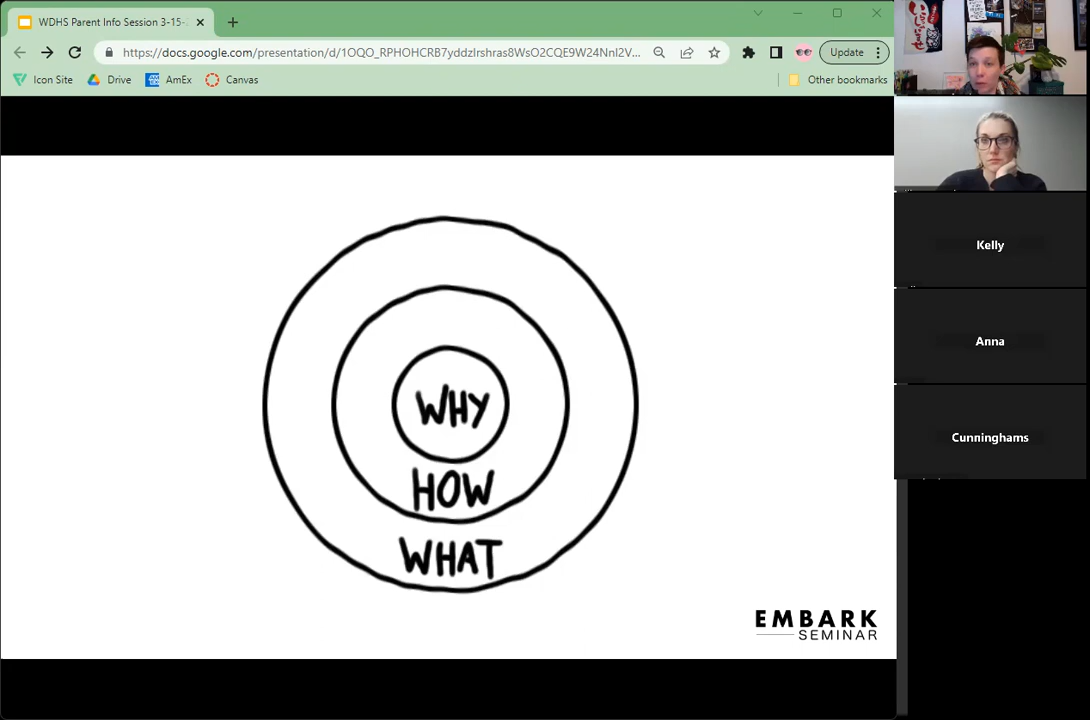 WDHS Parent Info Session 3-15-
https://docs.google.com/presentation/d/1OQO_RPHOHCRB7yddzIrshras8WsO2CQE9W24NnI2V...
Update
Icon Site
Drive
AmEx
Canvas
Other bookmarks
WHY
HOW
WHAT
EMBARK
SEMINAR
Kelly
Anna
Cunninghams